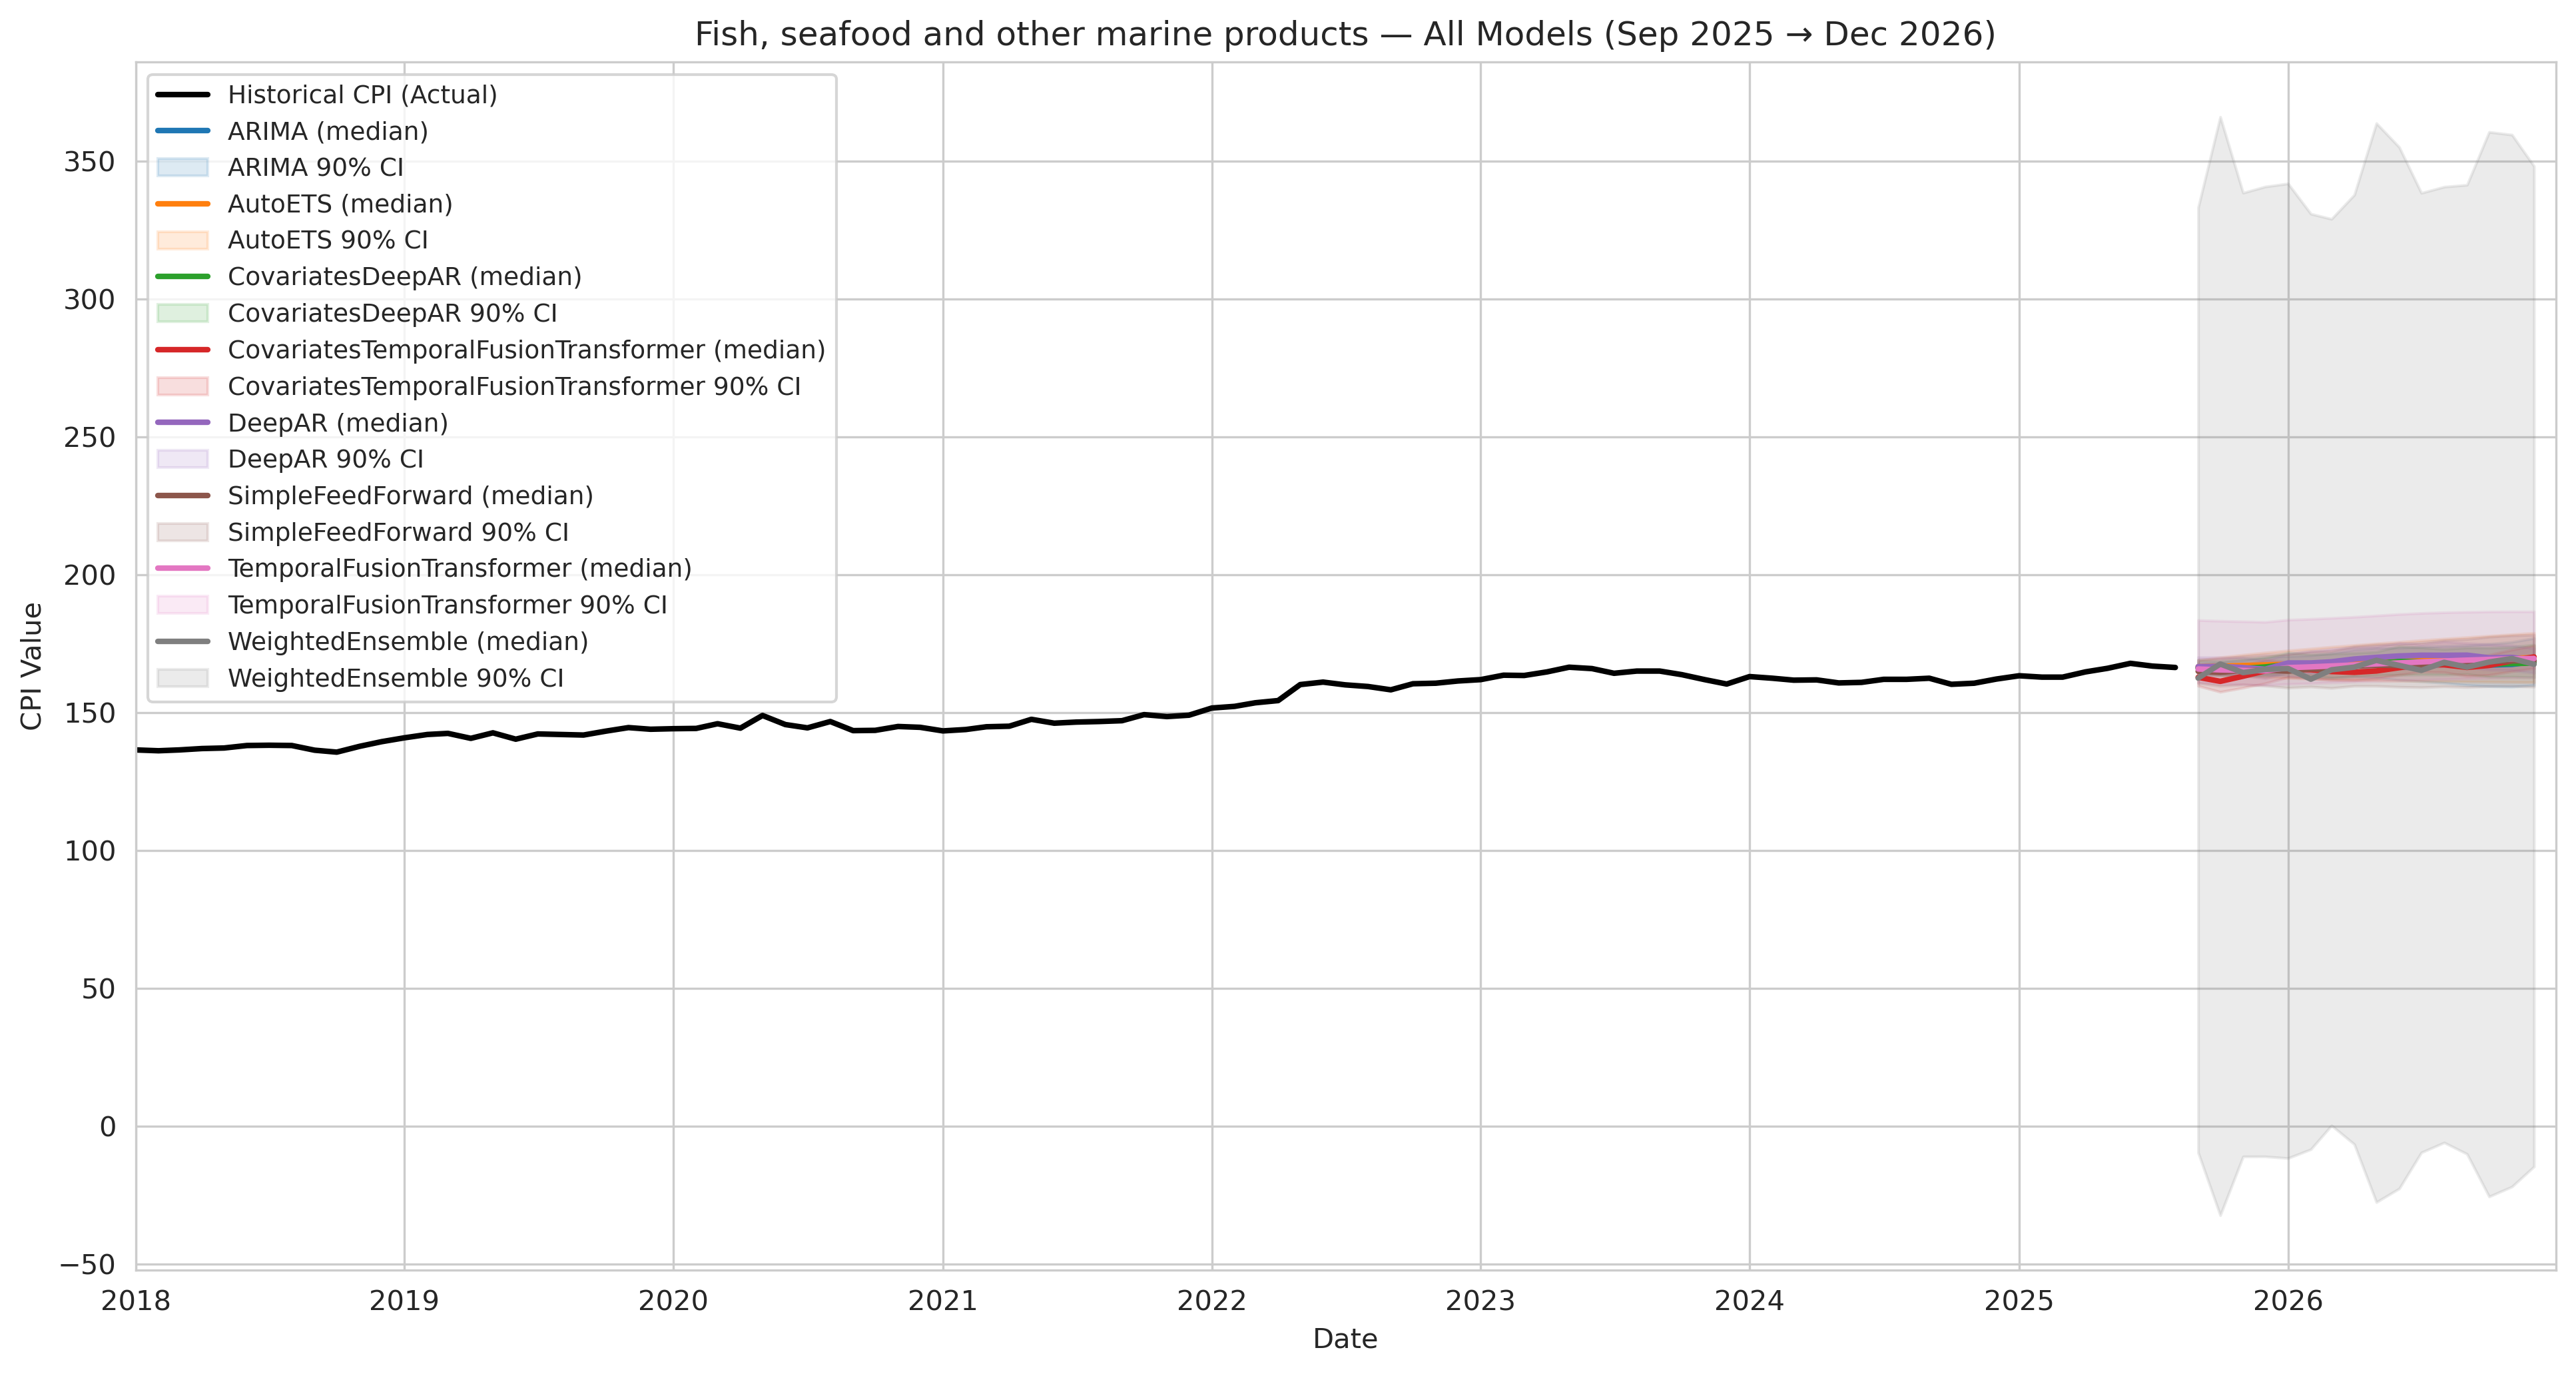 Fish, seafood and other marine products — All Models (Sep 2025 → Dec 2026)
Historical CPI (Actual)
ARIMA (median)
ARIMA 90% CI
AutoETS (median)
AutoETS 90% CI
CovariatesDeepAR (median)
CovariatesDeepAR 90% CI
CovariatesTemporalFusionTransformer (median)
CovariatesTemporalFusionTransformer 90% CI
DeepAR (median)
DeepAR 90% CI
SimpleFeedForward (median)
SimpleFeedForward 90% CI
TemporalFusionTransformer (median)
TemporalFusionTransformer 90% CI
WeightedEnsemble (median)
WeightedEnsemble 90% CI
CPI Value
350
300
250
200
150
100
50
0
−50
2018 2019 2020 2021 2022 2023 2024 2025 2026
Date